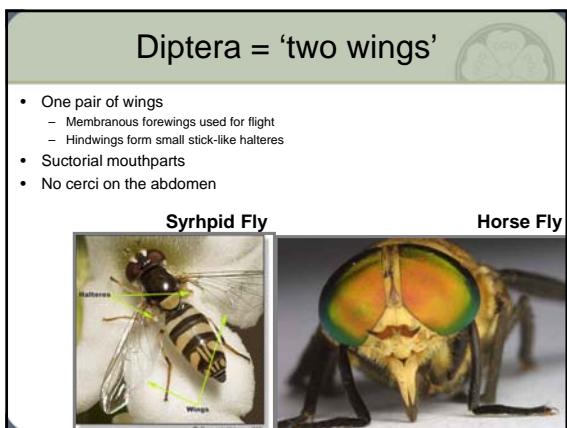 Diptera = ‘two wings’
• One pair of wings
– Membranous forewings used for flight
– Hindwings form small stick-like halteres
• Suctorial mouthparts
• No cerci on the abdomen
Syrhpid Fly
Horse Fly
Halteres
Wings